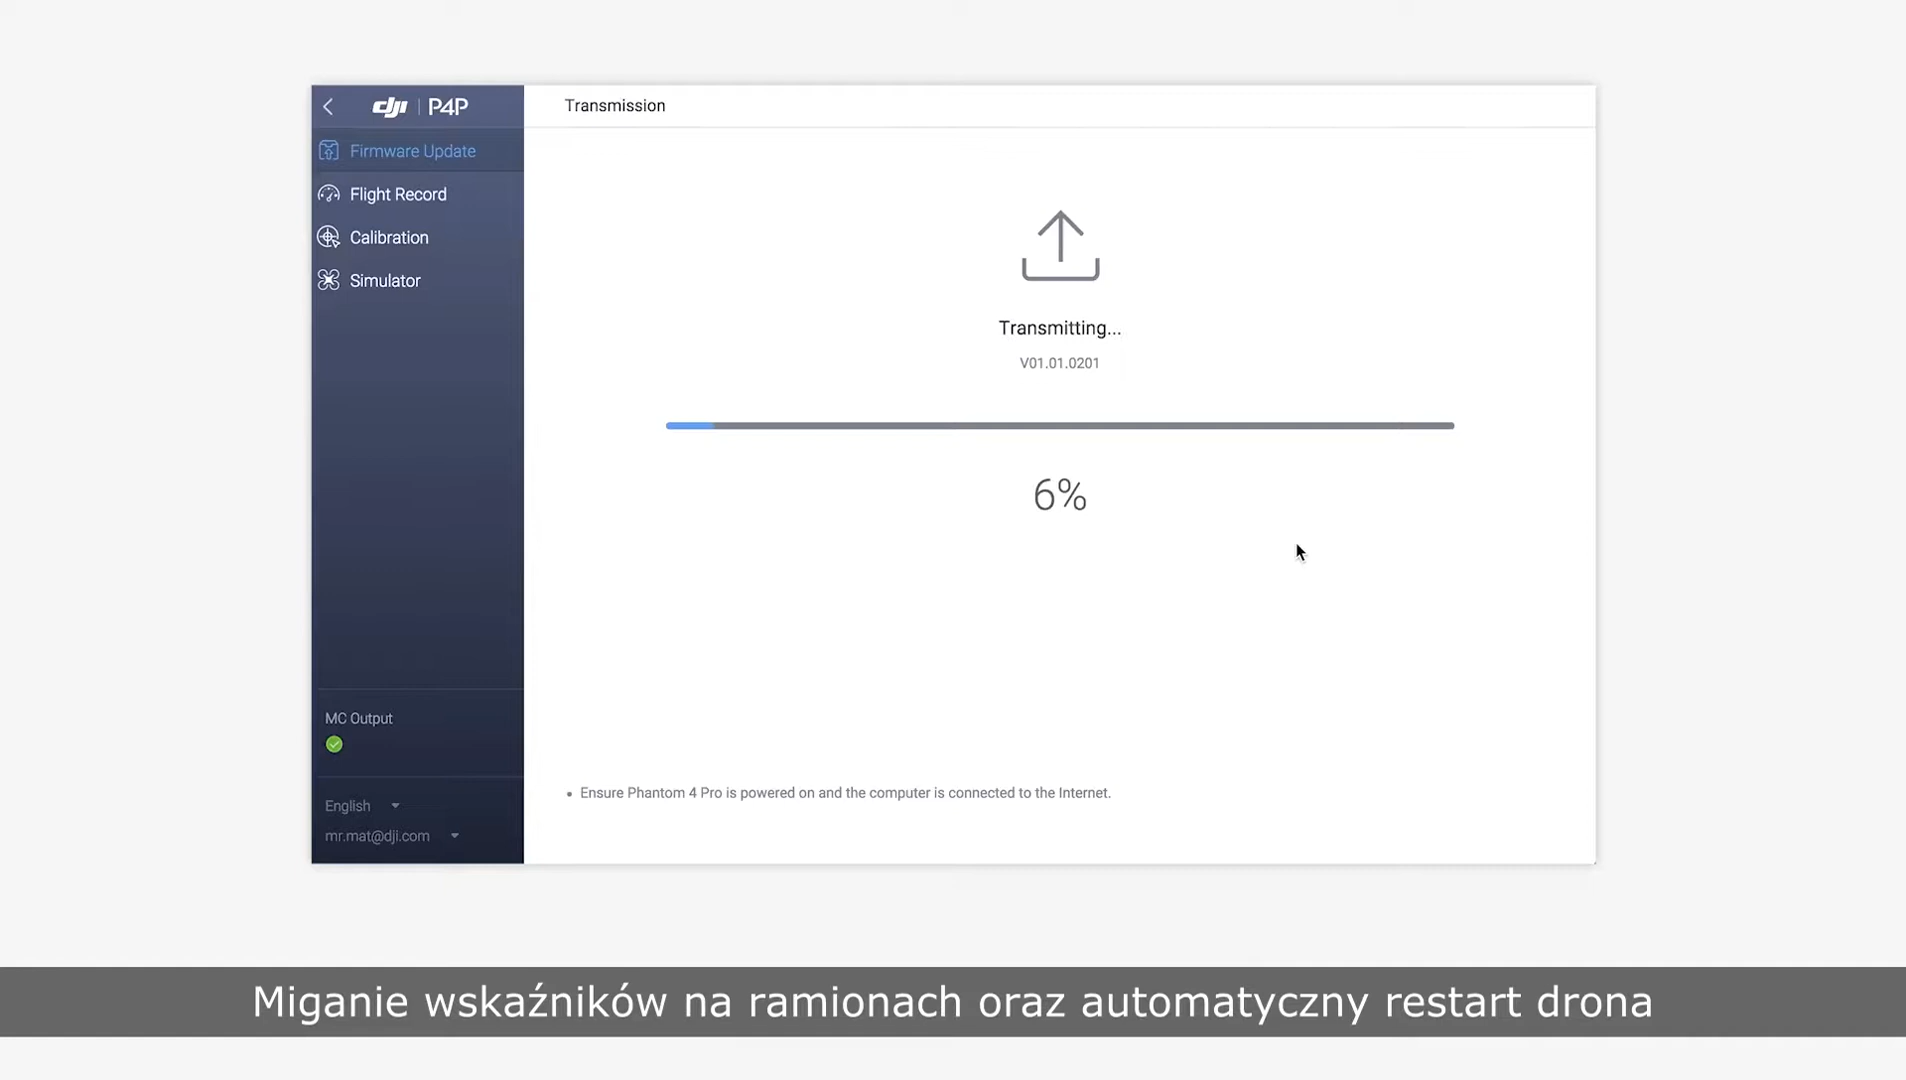 dji | P4P
Transmission
Firmware Update
Flight Record
Calibration
Simulator
Transmitting...
V01.01.0201
6%
MC Output
• Ensure Phantom 4 Pro is powered on and the computer is connected to the Internet.
English
mr.mat@dji.com
Miganie wskaźników na ramionach oraz automatyczny restart drona